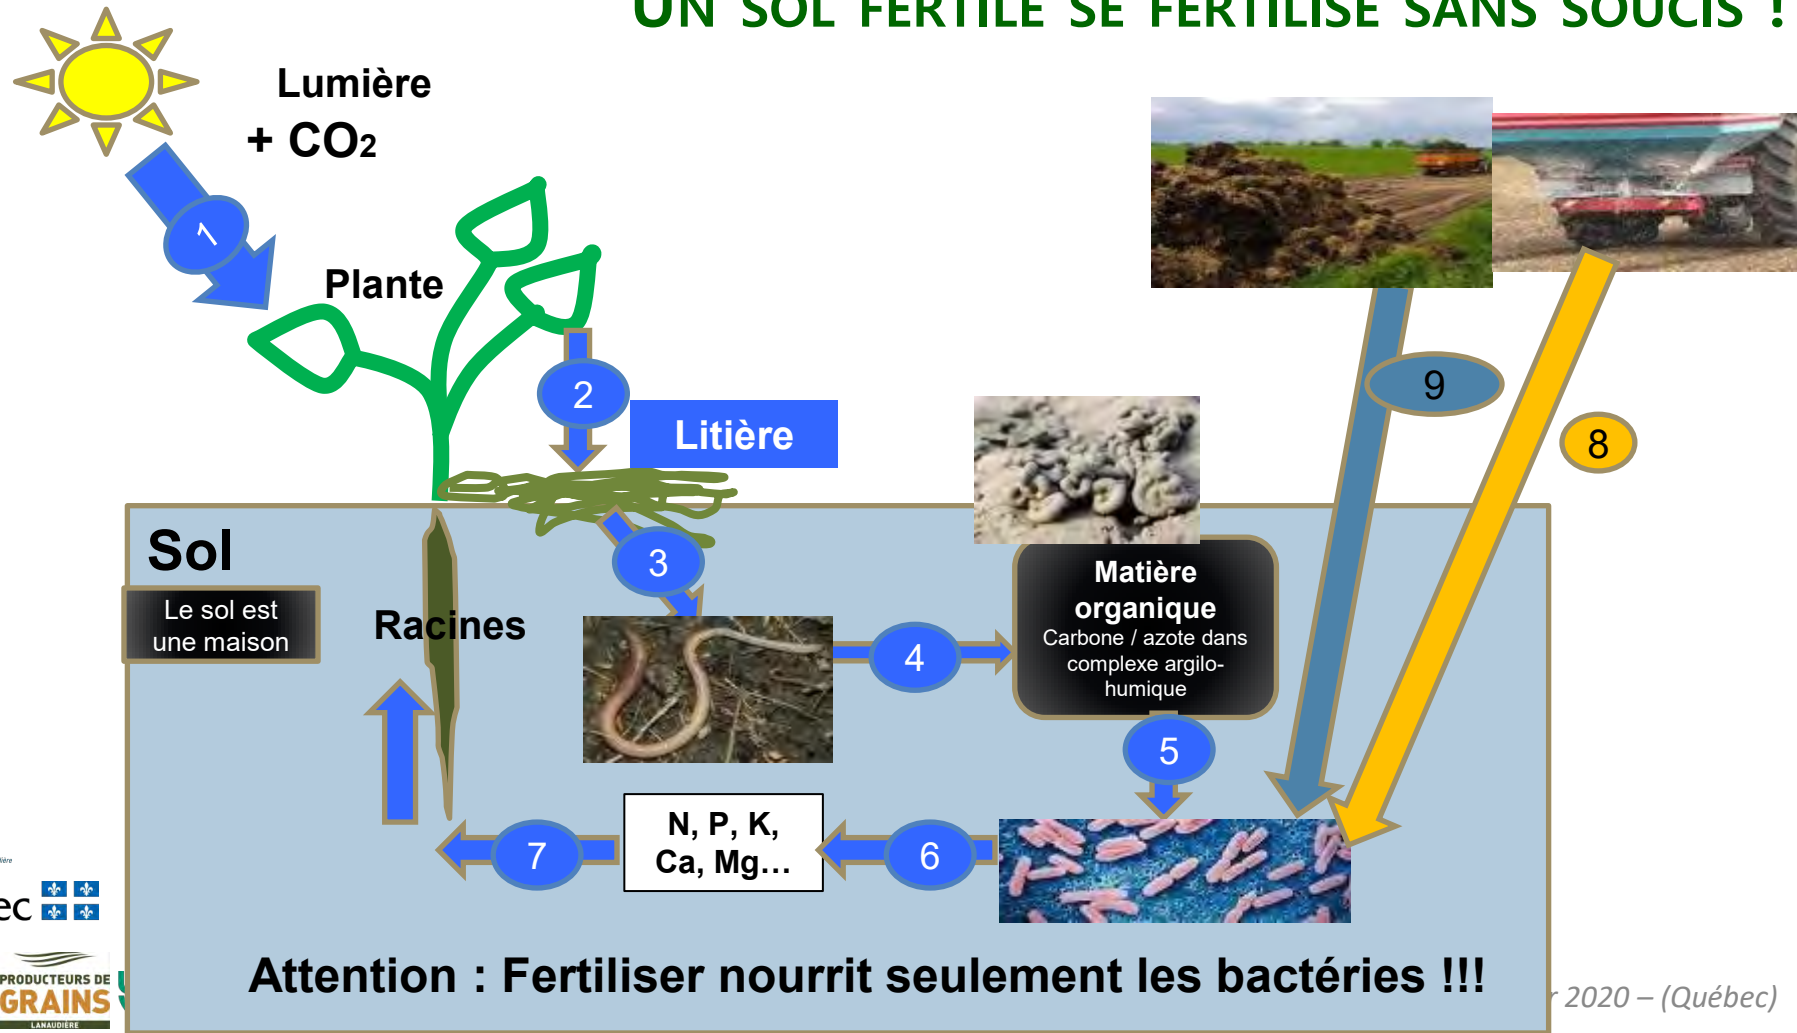 UN SOL FERTILE SE FERTILISE SANS SOUCIS !
Lumière
+ CO2
1
Plante
2
Litière
9
8
Sol
Le sol est
une maison
3
Racines
4
Matière
organique
Carbone / azote dans
complexe argilo-
humique
5
N, P, K,
Ca, Mg...
7
6
Attention : Fertiliser nourrit seulement les bactéries !!!
PRODUCTEURS DE
GRAINS
LANAUDIÈRE
2020 – (Québec)